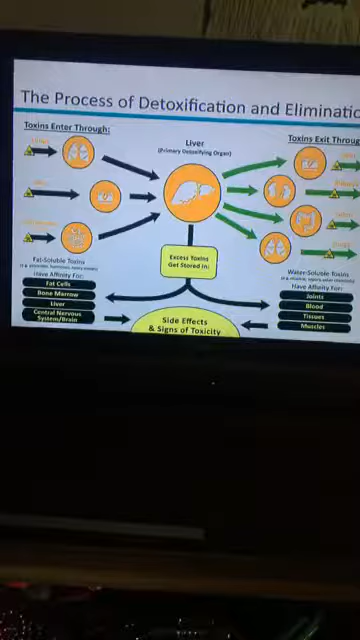 The Process of Detoxification and Eliminatio
Toxins Enter Through:
Liver
(Primary Detoxifying Organ)
Toxins Exit Throug
Excess Toxins
Get Stored in:
Fat-Soluble Toxins
Have Affinity For:
Fat Cells
Bone Marrow
Liver
Central Nervous
System/Brain
Water-Soluble Toxins
Have Affinity For:
Joints
Blood
Tissues
Muscles
Side Effects
& Signs of Toxicity